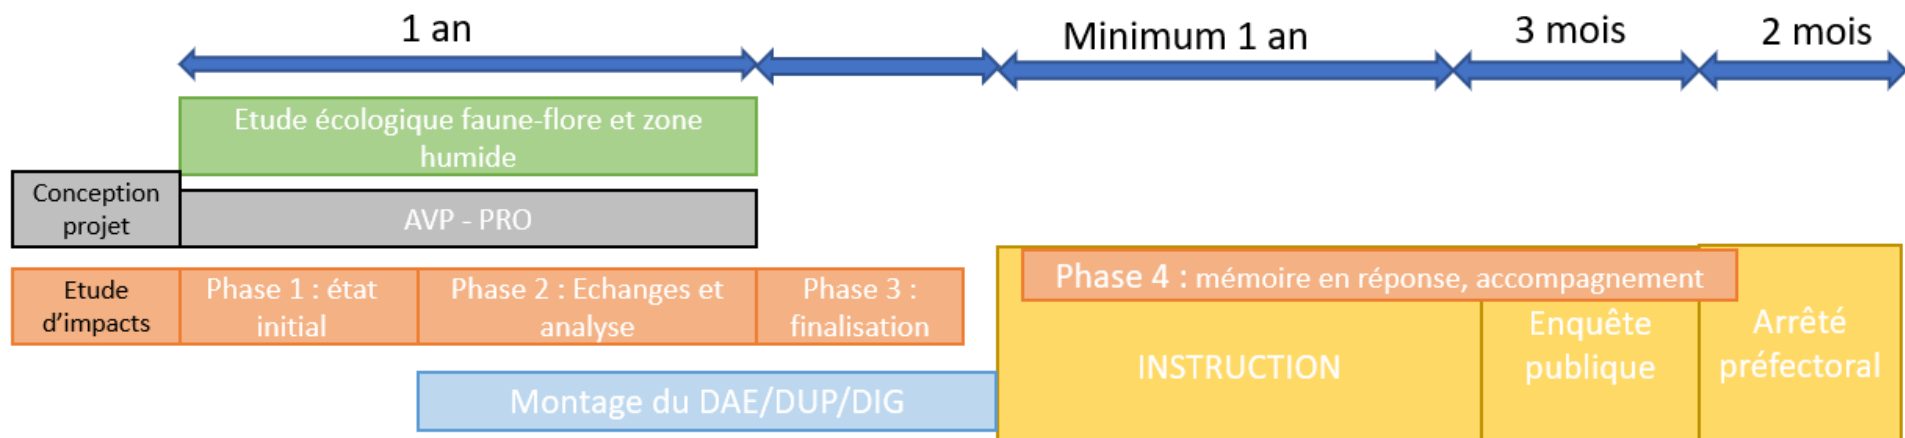 1 an
Minimum 1 an
3 mois
2 mois
Etude écologique faune-flore et zone
humide
Conception
projet
AVP - PRO
Etude
d'impacts
Phase 1 : état
initial
Phase 2 : Echanges et
analyse
Phase 3 :
finalisation
Phase 4 : mémoire en réponse, accompagnement
INSTRUCTION
Enquête
publique
Arrêté
préfectoral
Montage du DAE/DUP/DIG